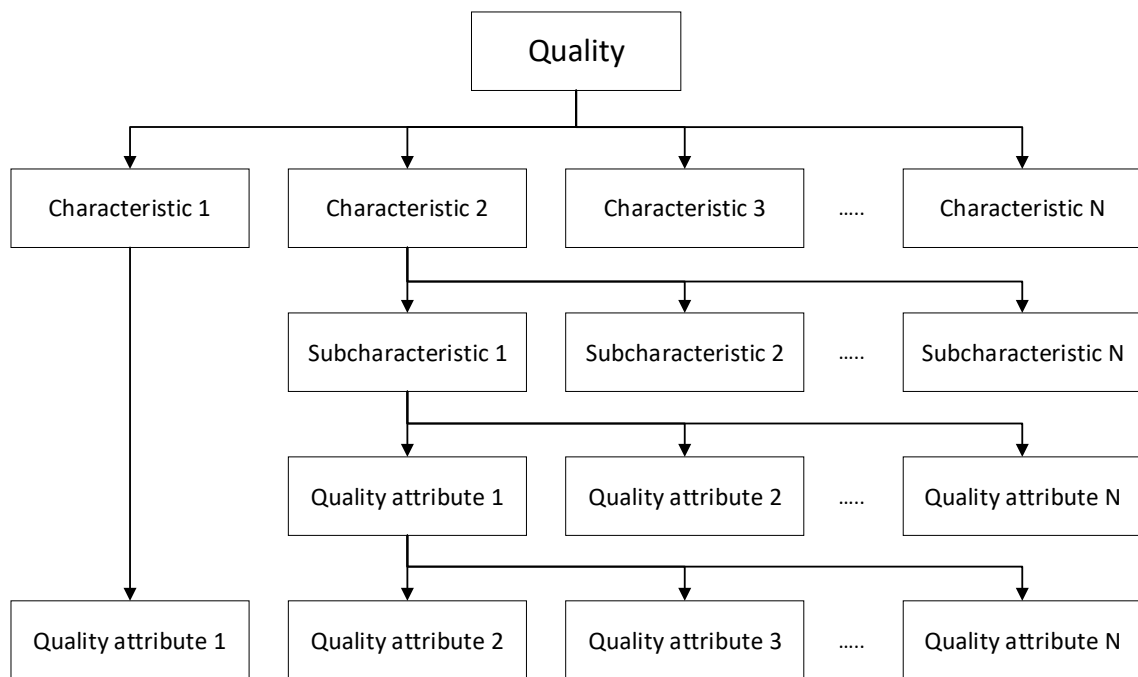 Quality
Characteristic 1
Characteristic 2
Characteristic 3
.....
Characteristic N
Subcharacteristic 1
Subcharacteristic 2
.....
Subcharacteristic N
Quality attribute 1
Quality attribute 2
.....
Quality attribute N
Quality attribute 1
Quality attribute 2
Quality attribute 3
.....
Quality attribute N